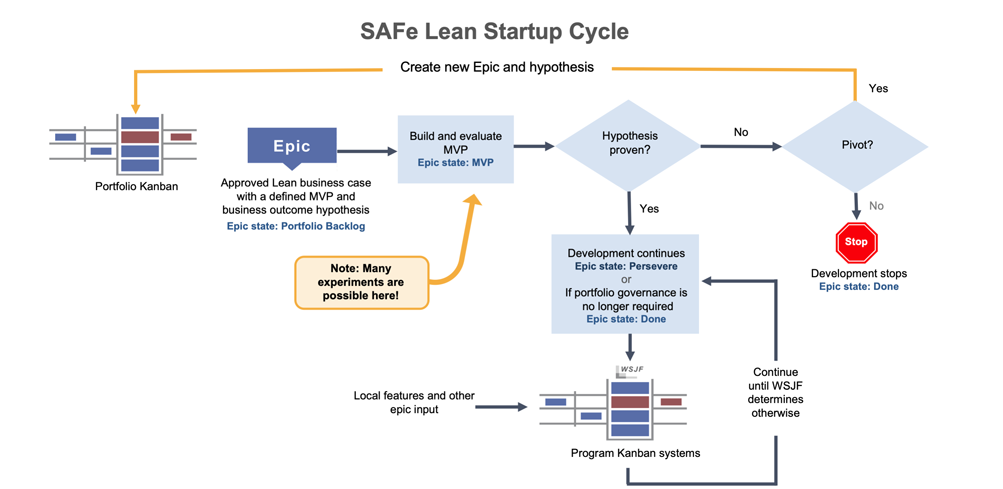 SAFe Lean Startup Cycle
Create new Epic and hypothesis
Yes
Portfolio Kanban
Epic
Approved Lean business case
with a defined MVP and
business outcome hypothesis
Epic state: Portfolio Backlog
Build and evaluate
MVP
Epic state: MVP
Note: Many
experiments are
possible here!
Hypothesis
proven?
No
Pivot?
Yes
No
Stop
Development stops
Epic state: Done
Development continues
Epic state: Persevere
or
If portfolio governance is
no longer required
Epic state: Done
WSJF
Local features and other
epic input
Program Kanban systems
Continue
until WSJF
determines
otherwise